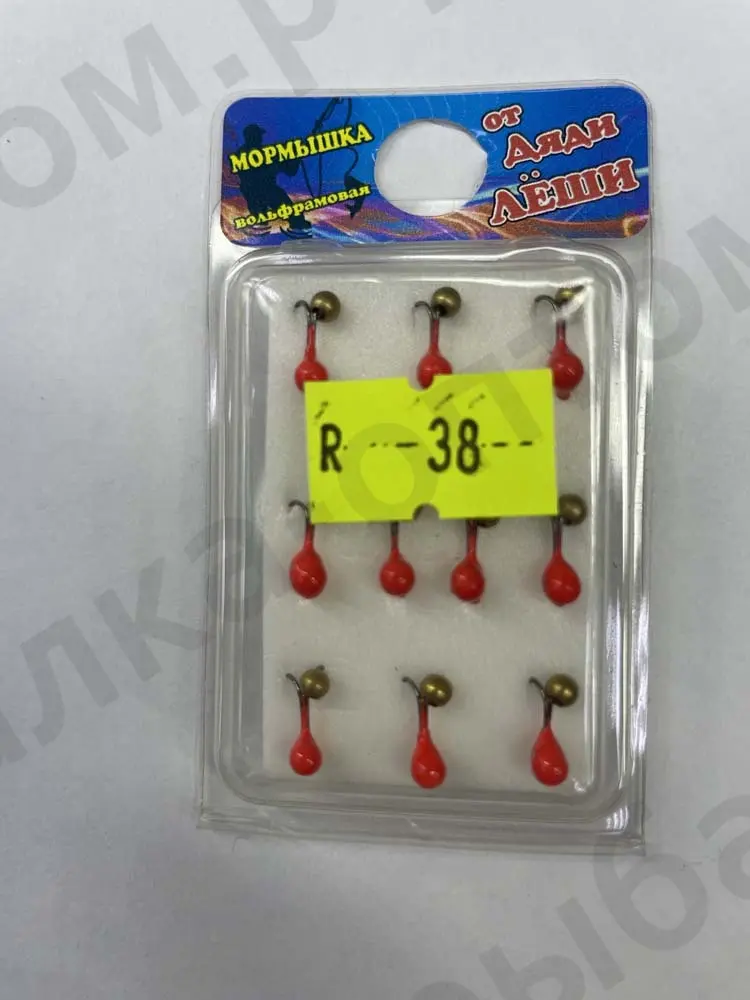 МОРМЫШКА
вольфрамовая
от
ДЯДИ
ЛЁШИ
R --38--